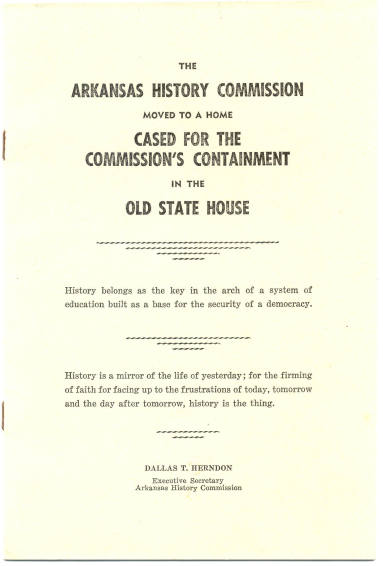 THE
ARKANSAS HISTORY COMMISSION
MOVED TO A HOME
CASED FOR THE
COMMISSION'S CONTAINMENT
IN THE
OLD STATE HOUSE
History belongs as the key in the arch of a system of
education built as a base for the security of a democracy.
History is a mirror of the life of yesterday; for the firming
of faith for facing up to the frustrations of today, tomorrow
and the day after tomorrow, history is the thing.
DALLAS T. HERNDON
Executive Secretary
Arkansas History Commission